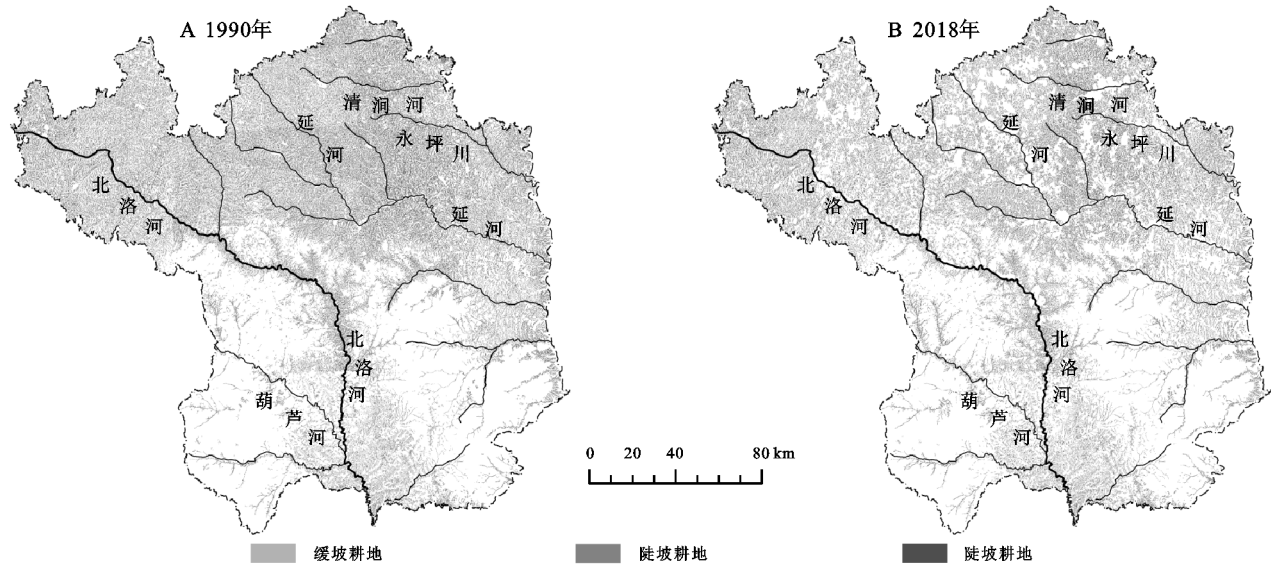 A 1990年
B 2018年
清涧河
延河
永坪川
北洛河
延河
北洛河
葫芦河
清涧河
延河
永坪川
北洛河
延河
北洛河
葫芦河
0 20 40 80 km
缓坡耕地 陡坡耕地 陡坡耕地